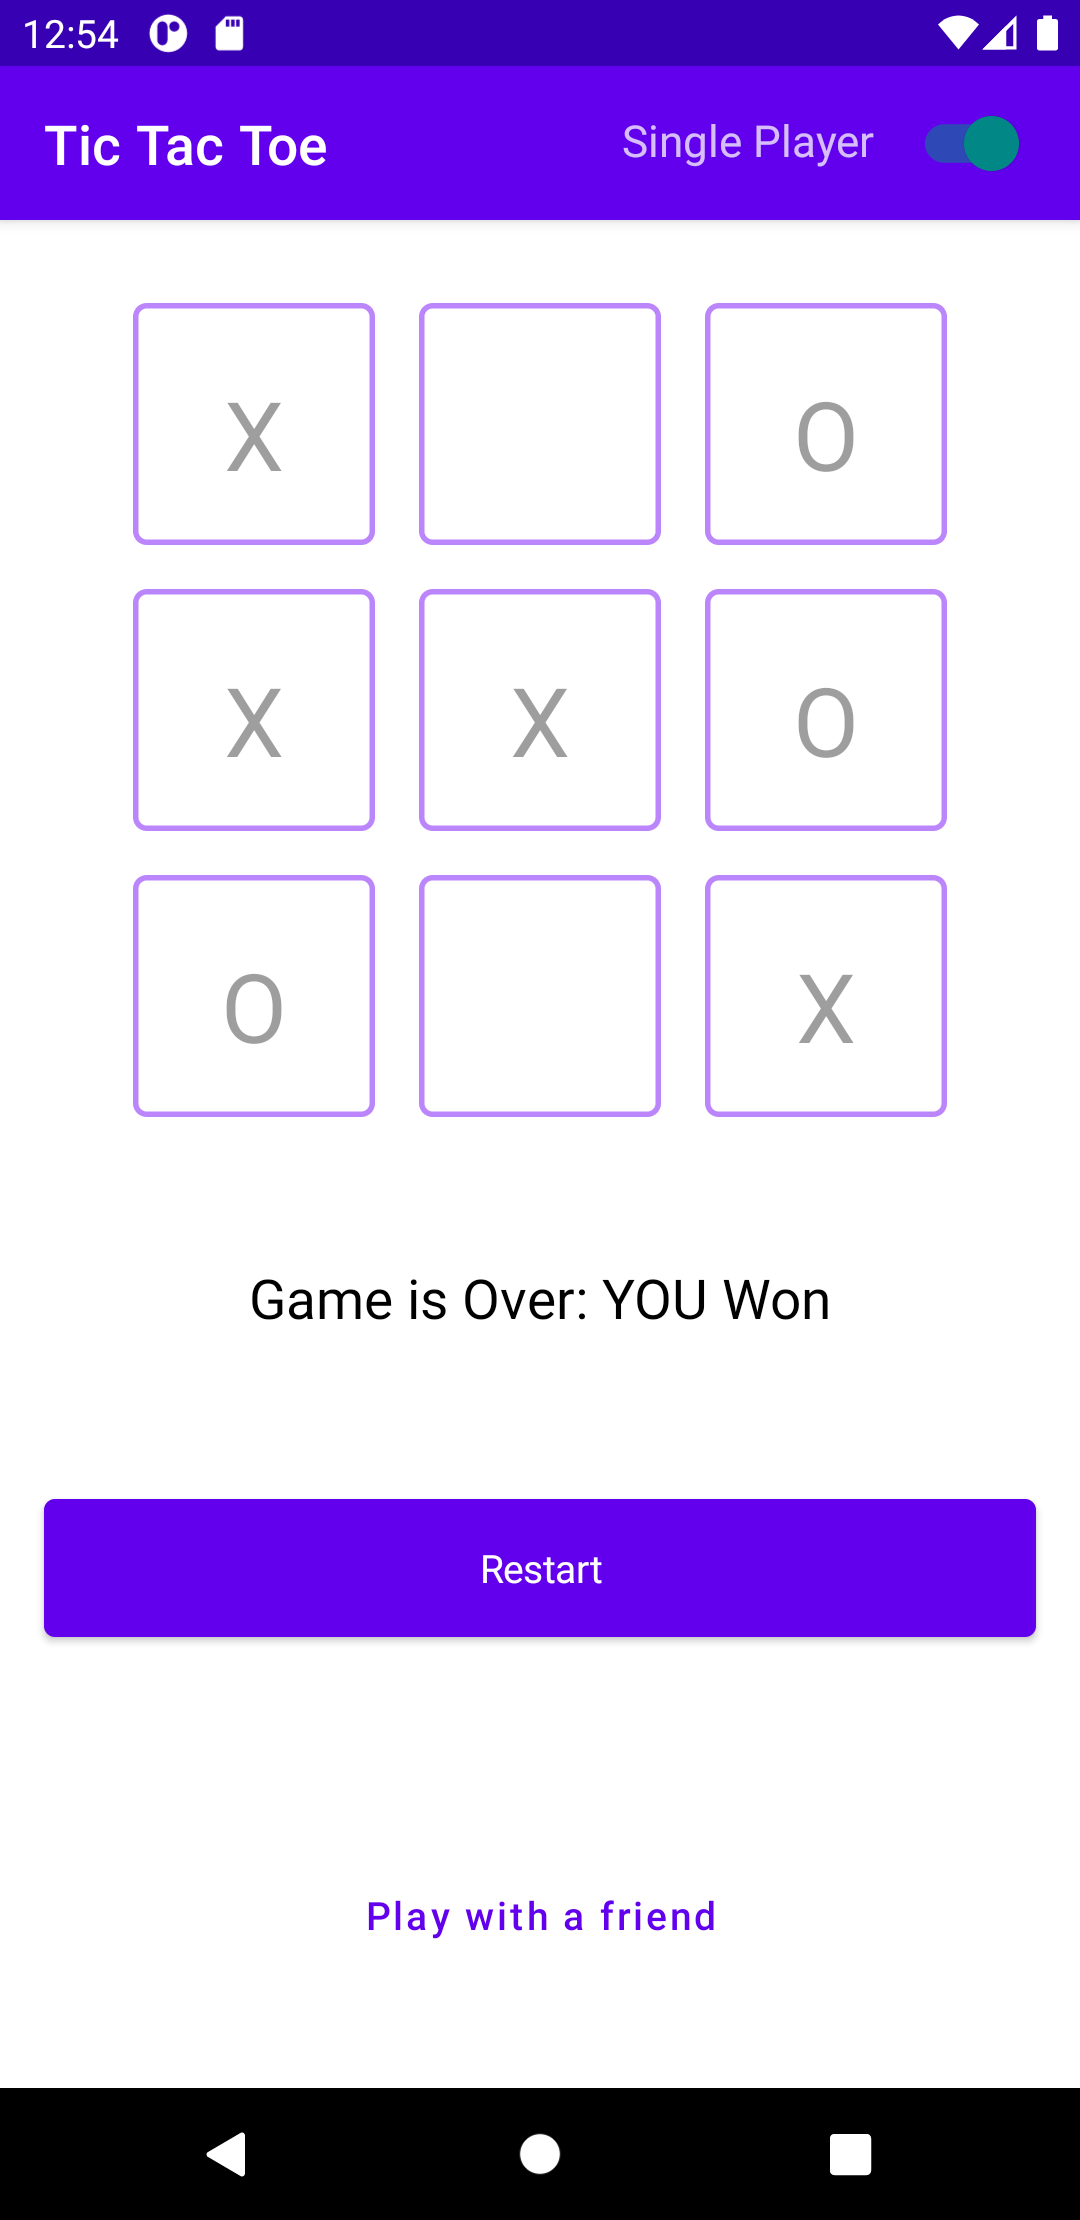 12:54
Tic Tac Toe Single Player
X O
X X O
O X
Game is Over: YOU Won
Restart
Play with a friend